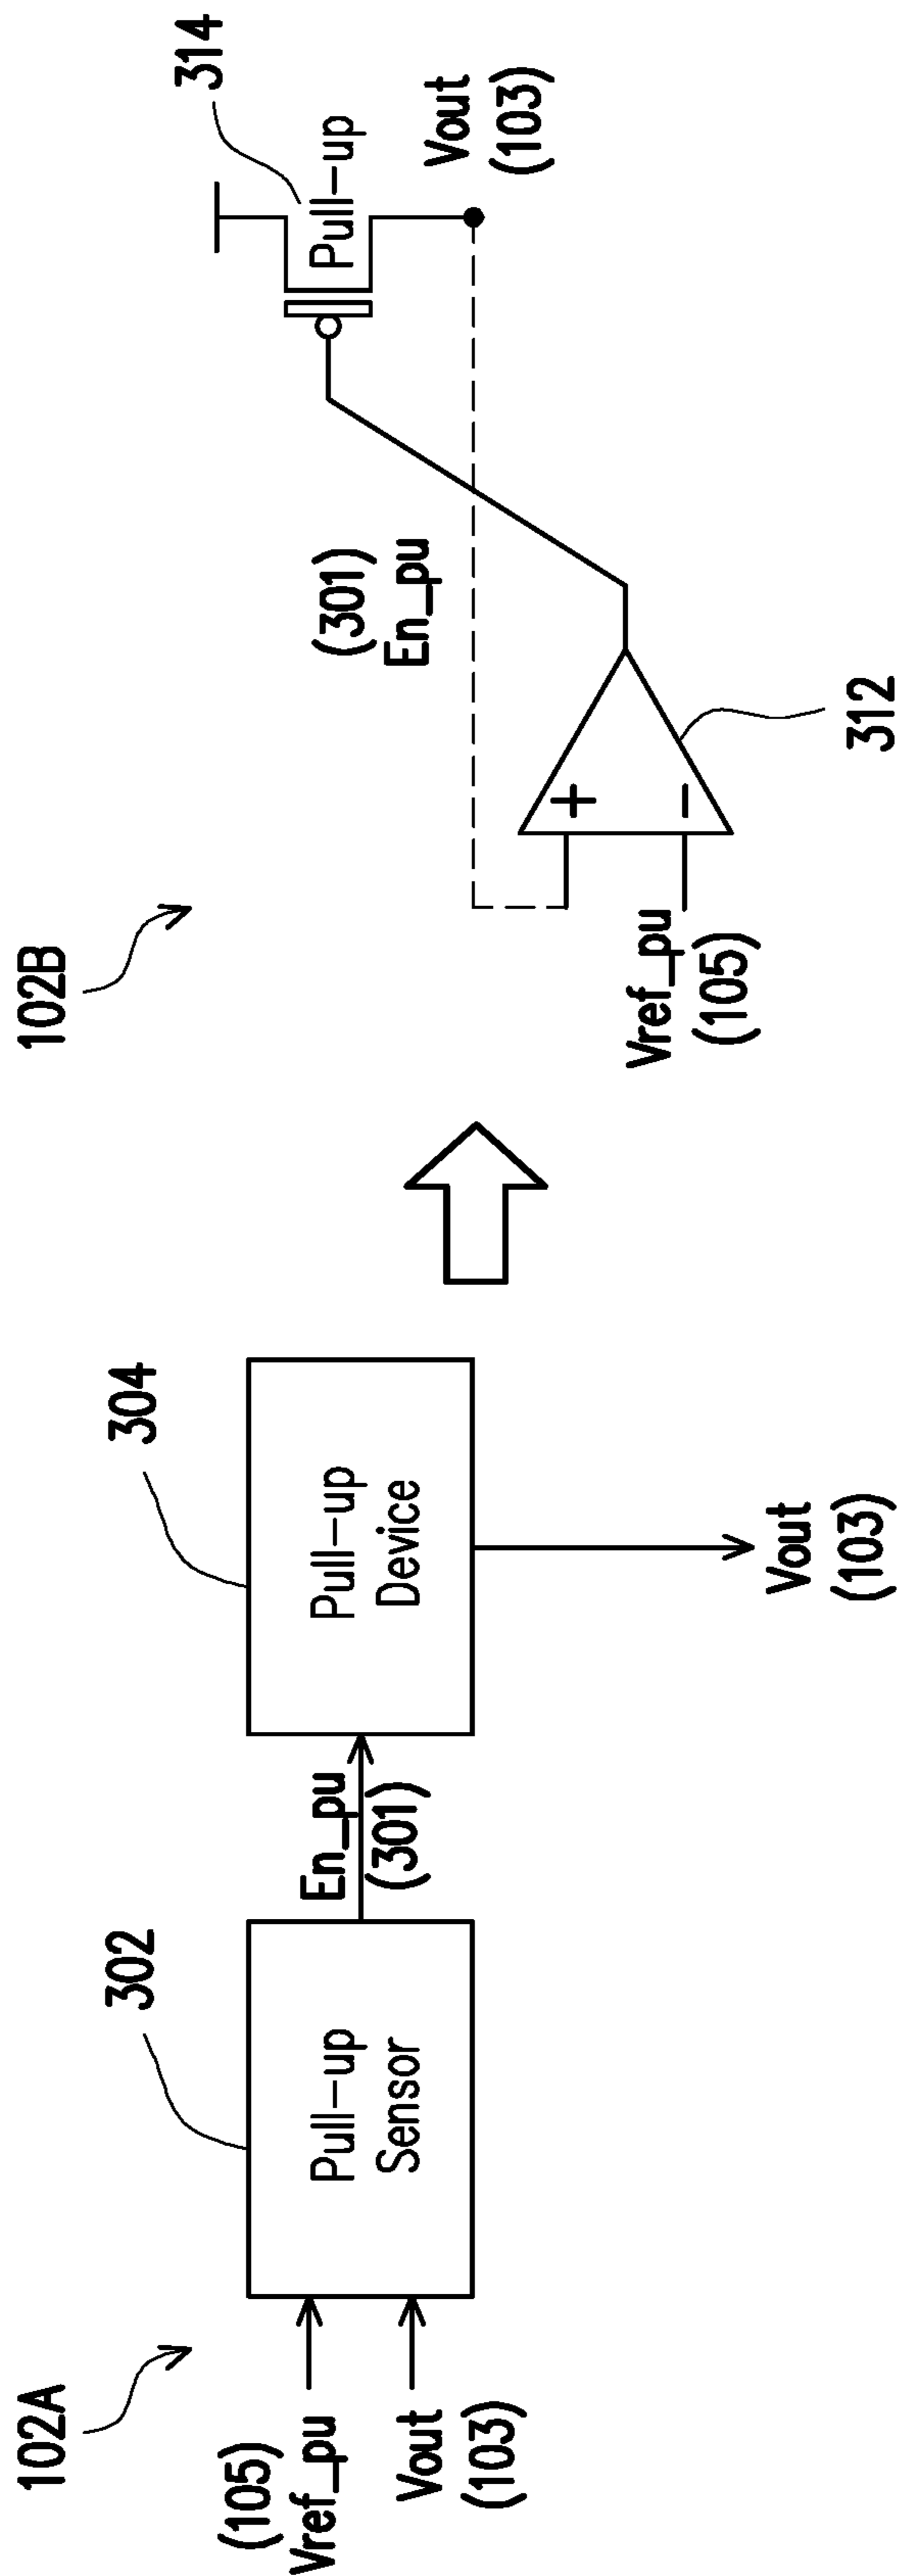 102A
(105)
Vref_pu
Vout
(103)
302
Pull-up
Sensor
En_pu
(301)
304
Pull-up
Device
Vout
(103)
102B
Vref_pu
(105)
+
−
312
(301)
En_pu
314
Pull-up
Vout
(103)